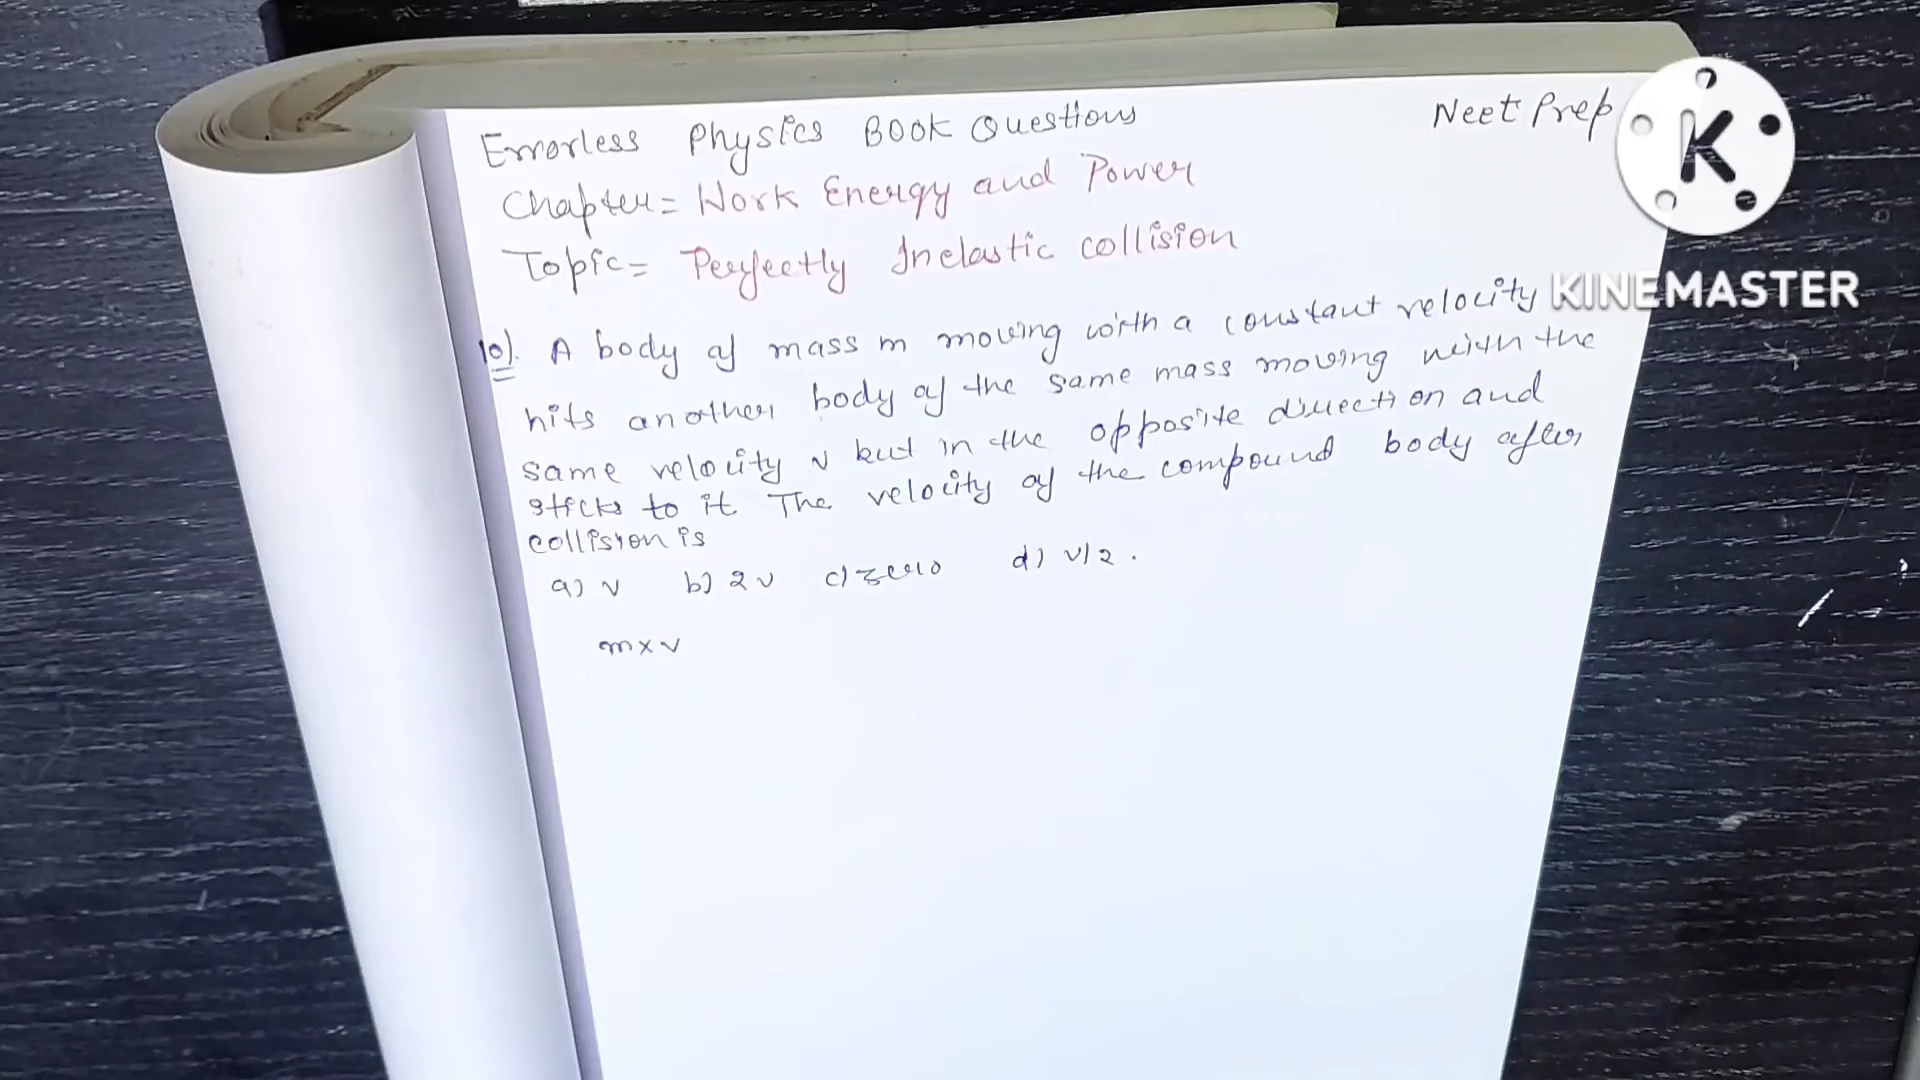 Errorless Physics Book Questions Neet Prep
Chapter = Work Energy and Power
Topic = Perfectly Inelastic collision
KINEMASTER
10). A body of mass m moving with a constant velocity
hits another body of the same mass moving with the
same velocity v but in the opposite direction and
sticks to it. The velocity of the compound body after
collision is
a) v b) 2v c) zero d) v/2.
m x v